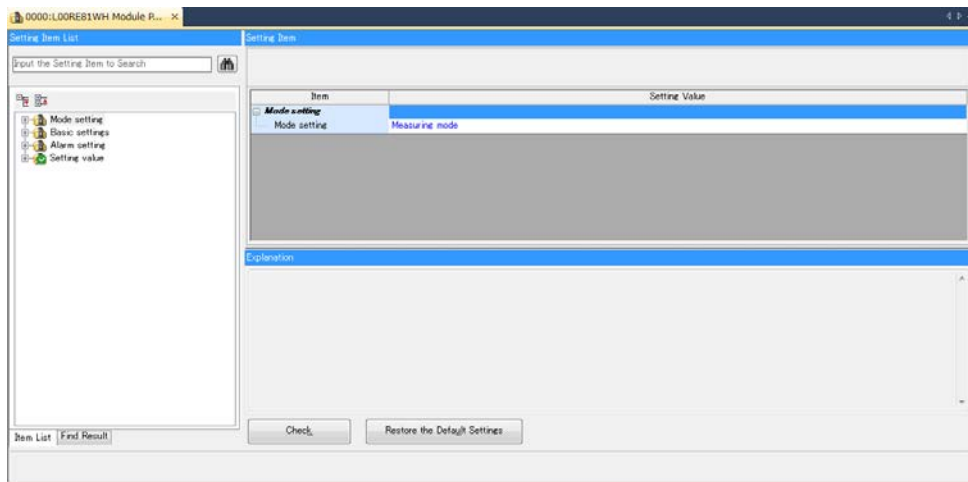 0000:L00RE81WH Module P... ×
Setting Item List
Input the Setting Item to Search
Mode setting
Basic settings
Alarm setting
Setting value
Item List
Find Result
Setting Item
Item Setting Value
Mode setting
Mode setting Measuring mode
Explanation
Check
Restore the Default Settings